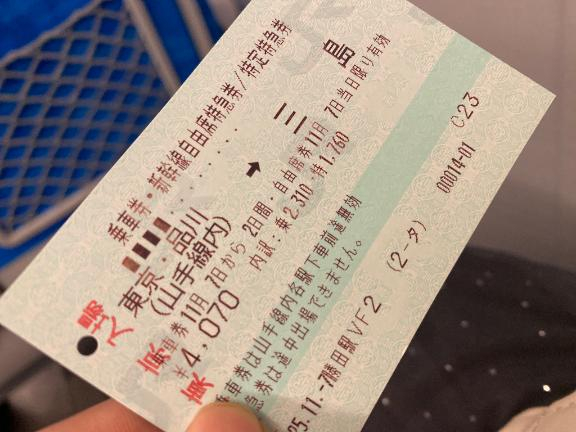 乗車券・新幹線自由席特急券/特定特急券
東京・品川 ➡ 三島
(山手線内)
乗車券11月 7日から 2日間・自由席券11月 7日当日限り有効
¥4,070 内訳:乗2,310・特1,760
乗車券は山手線内各駅下車前途無効
急券は途中出場できません。
25.11.-7勝田駅VF2 (2-タ) 00014-01 C23